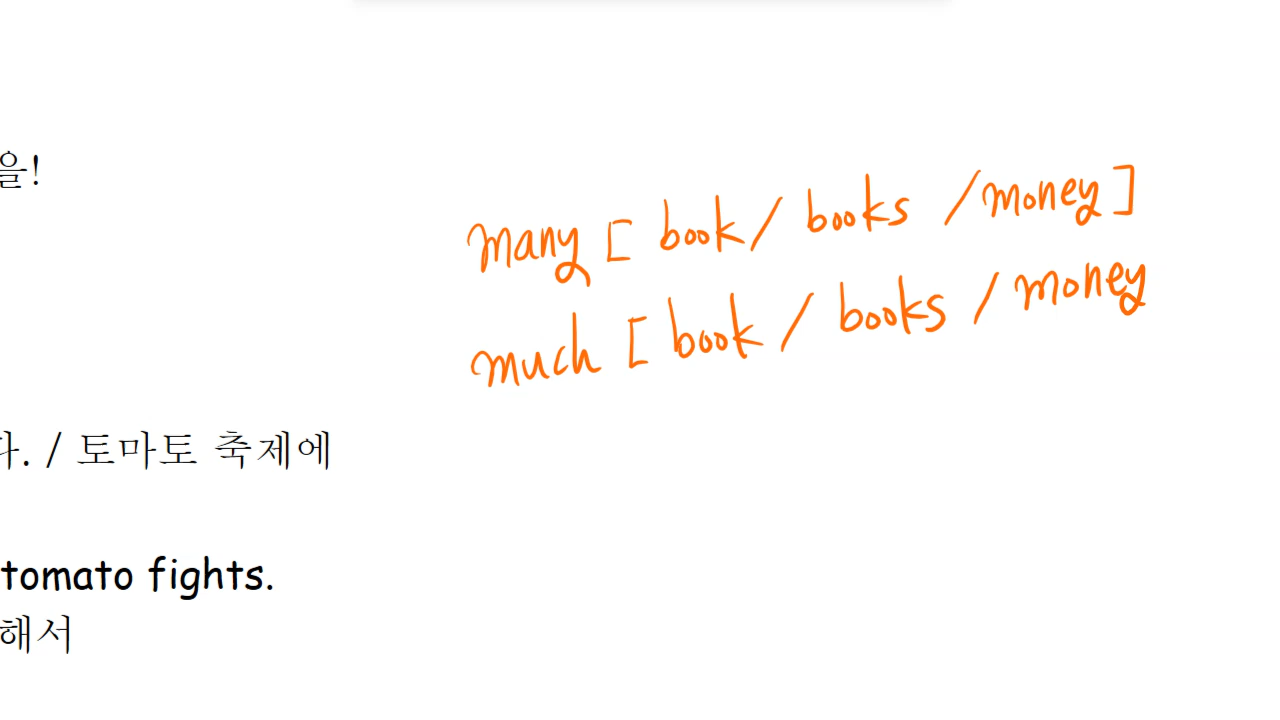 을!
many [ book / books / money ]
much [ book / books / money
다. / 토마토 축제에
tomato fights.
해서